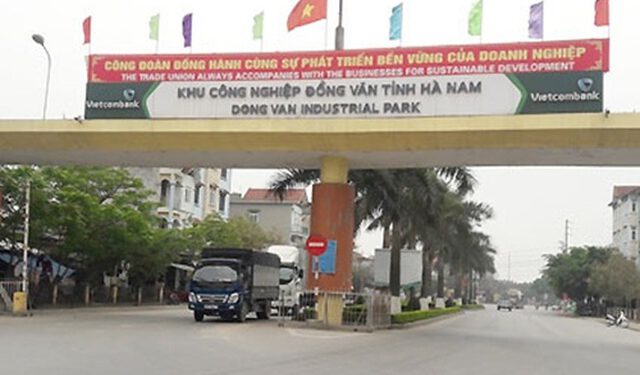 CÔNG ĐOÀN ĐỒNG HÀNH CÙNG SỰ PHÁT TRIỂN BỀN VỮNG CỦA DOANH NGHIỆP
THE TRADE UNION ALWAYS ACCOMPANIES WITH THE BUSINESSES FOR SUSTAINABLE DEVELOPMENT
Vietcombank
KHU CÔNG NGHIỆP ĐỒNG VĂN TỈNH HÀ NAM
DONG VAN INDUSTRIAL PARK
Vietcombank